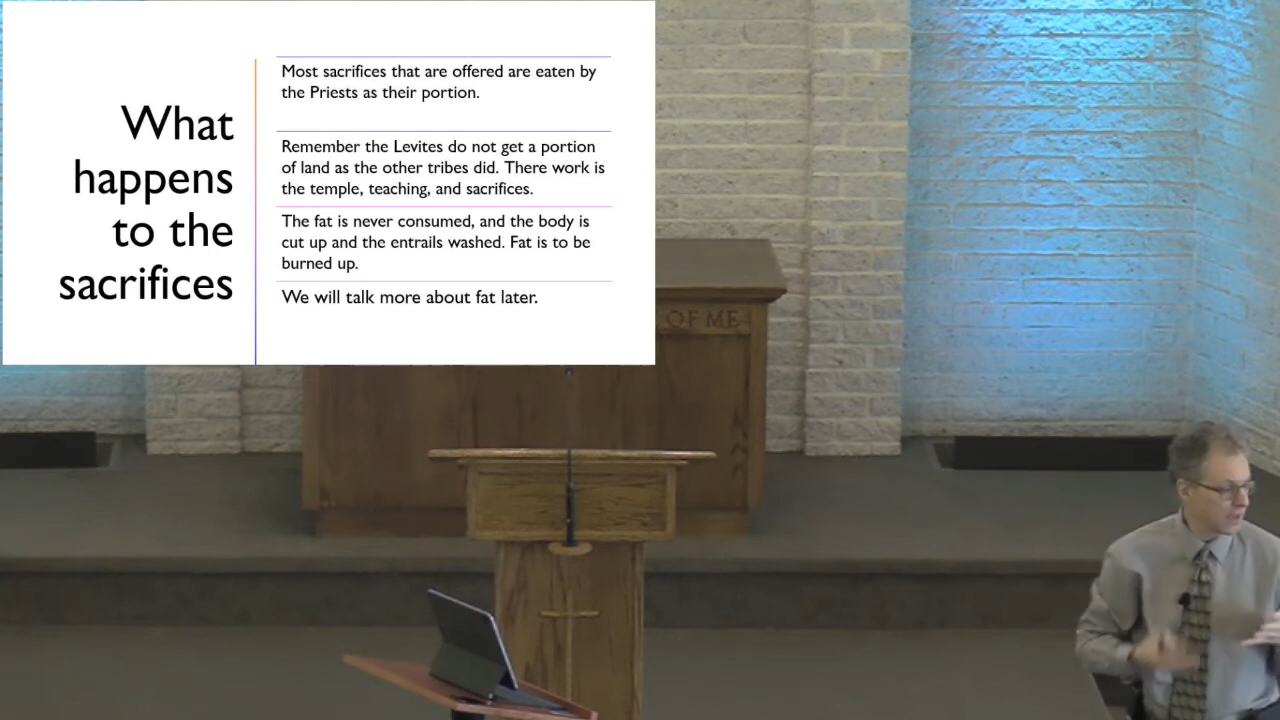 What
happens
to the
sacrifices
Most sacrifices that are offered are eaten by
the Priests as their portion.
Remember the Levites do not get a portion
of land as the other tribes did. There work is
the temple, teaching, and sacrifices.
The fat is never consumed, and the body is
cut up and the entrails washed. Fat is to be
burned up.
We will talk more about fat later.
OF ME